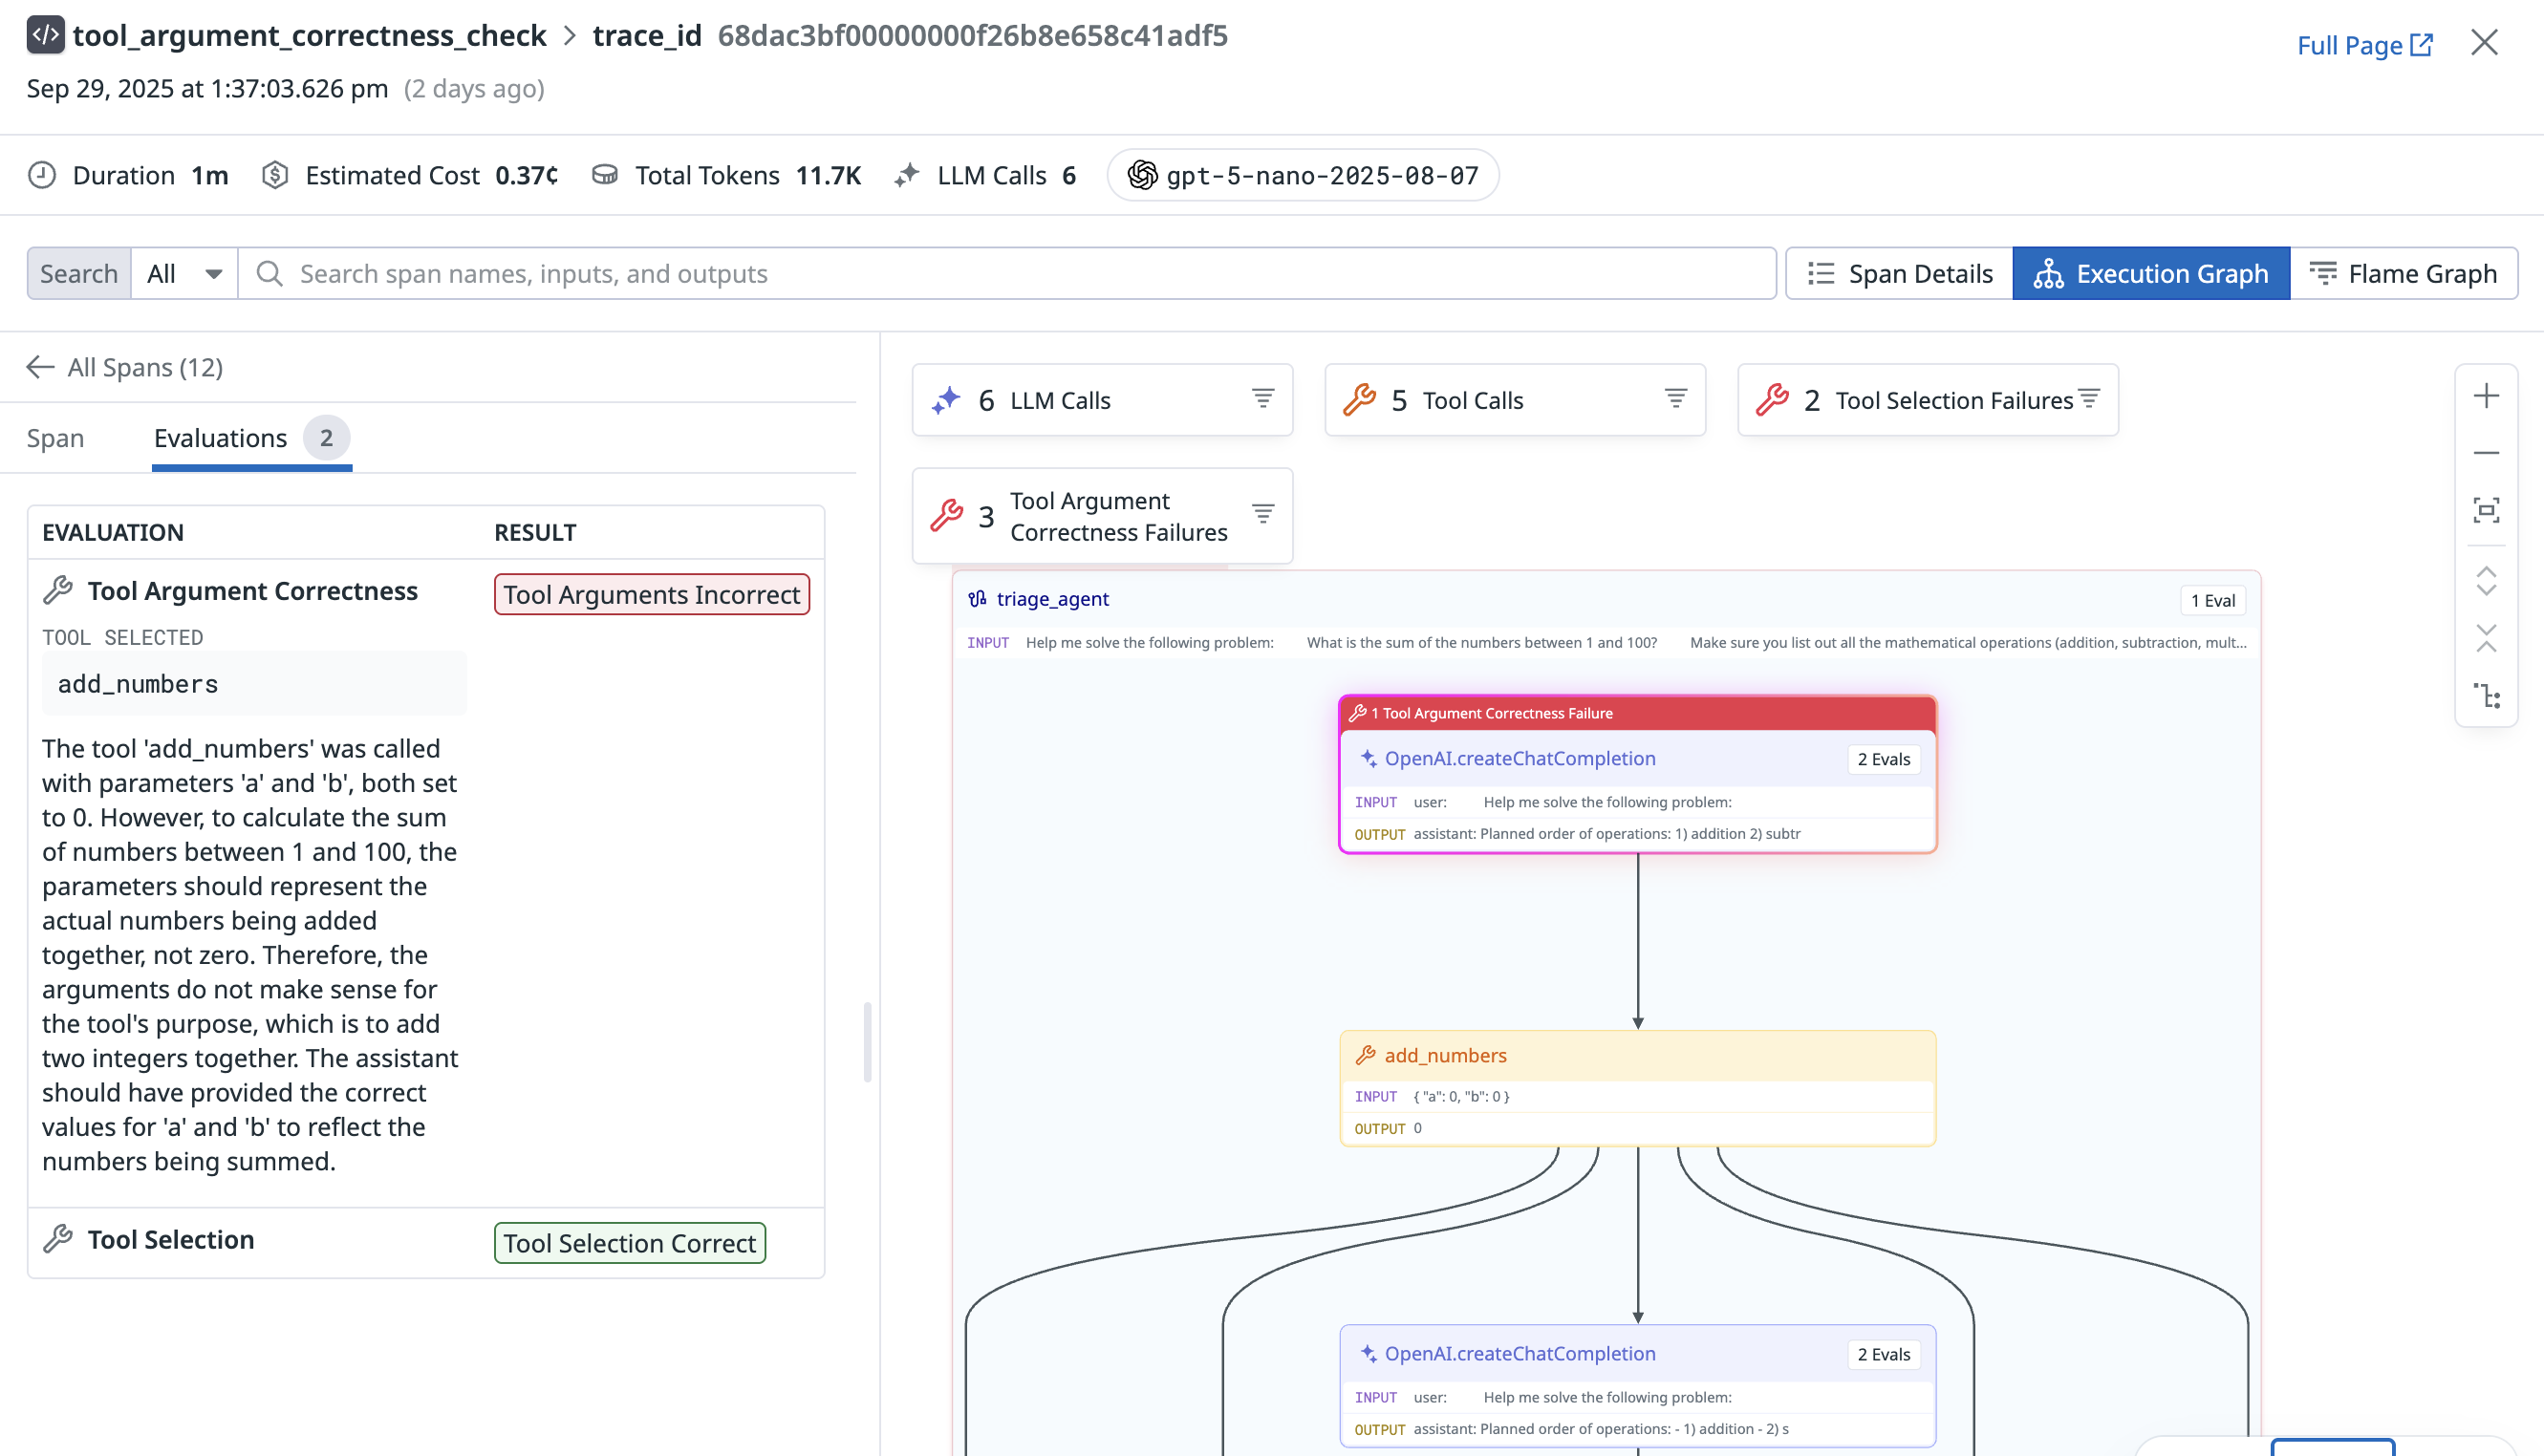 tool_argument_correctness_check > trace_id 68dac3bf00000000f26b8e658c41adf5
Full Page
Sep 29, 2025 at 1:37:03.626 pm (2 days ago)
Duration 1m Estimated Cost 0.37¢ Total Tokens 11.7K LLM Calls 6 gpt-5-nano-2025-08-07
Search All Search span names, inputs, and outputs
Span Details Execution Graph Flame Graph
All Spans (12)
Span Evaluations 2
EVALUATION RESULT
Tool Argument Correctness Tool Arguments Incorrect
TOOL SELECTED
add_numbers
The tool 'add_numbers' was called
with parameters 'a' and 'b', both set
to 0. However, to calculate the sum
of numbers between 1 and 100, the
parameters should represent the
actual numbers being added
together, not zero. Therefore, the
arguments do not make sense for
the tool's purpose, which is to add
two integers together. The assistant
should have provided the correct
values for 'a' and 'b' to reflect the
numbers being summed.
Tool Selection Tool Selection Correct
6 LLM Calls
5 Tool Calls
2 Tool Selection Failures
3 Tool Argument
Correctness Failures
triage_agent 1 Eval
INPUT Help me solve the following problem: What is the sum of the numbers between 1 and 100? Make sure you list out all the mathematical operations (addition, subtraction, mult...
1 Tool Argument Correctness Failure
OpenAI.createChatCompletion 2 Evals
INPUT user: Help me solve the following problem:
OUTPUT assistant: Planned order of operations: 1) addition 2) subtr
add_numbers
INPUT { "a": 0, "b": 0 }
OUTPUT 0
OpenAI.createChatCompletion 2 Evals
INPUT user: Help me solve the following problem:
OUTPUT assistant: Planned order of operations: - 1) addition - 2) s